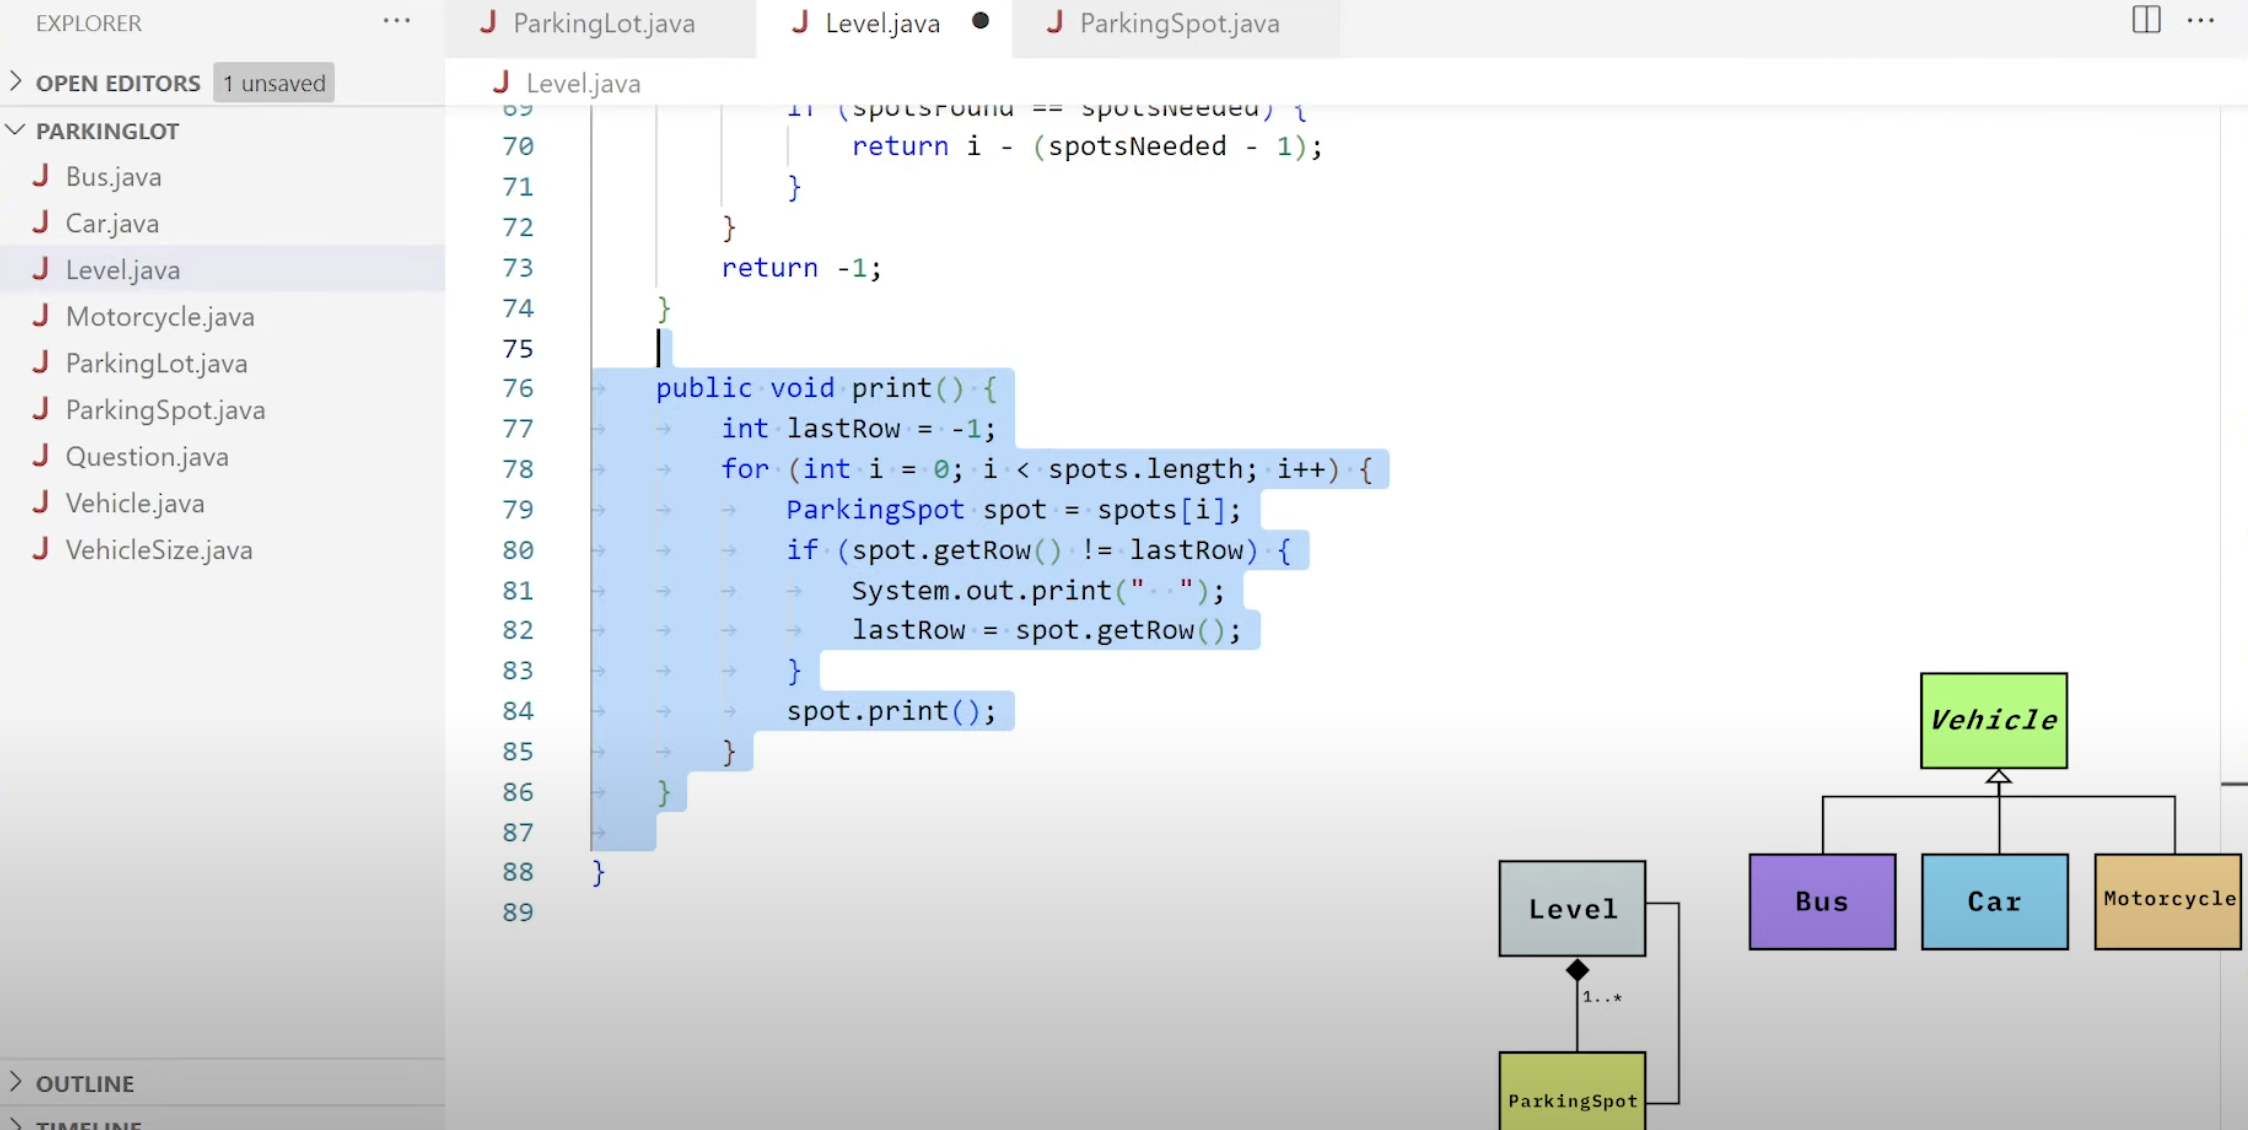 EXPLORER
ParkingLot.java
Level.java
ParkingSpot.java
OPEN EDITORS 1 unsaved
Level.java
PARKINGLOT
Bus.java
Car.java
Level.java
Motorcycle.java
ParkingLot.java
ParkingSpot.java
Question.java
Vehicle.java
VehicleSize.java
OUTLINE
TIMELINE
69 if (spotsFound == spotsNeeded) {
70 return i - (spotsNeeded - 1);
71 }
72 }
73 return -1;
74 }
75
76 public void print() {
77 int lastRow = -1;
78 for (int i = 0; i < spots.length; i++) {
79 ParkingSpot spot = spots[i];
80 if (spot.getRow() != lastRow) {
81 System.out.print("  ");
82 lastRow = spot.getRow();
83 }
84 spot.print();
85 }
86 }
87
88 }
89
Vehicle
Bus
Car
Motorcycle
Level
1..*
ParkingSpot